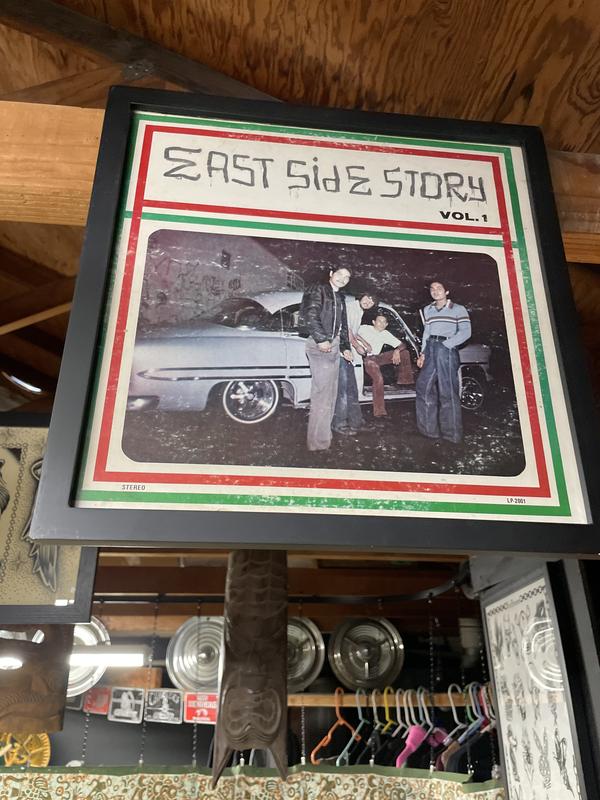 EAST SidE STORY
VOL. 1
STEREO
LP-2001